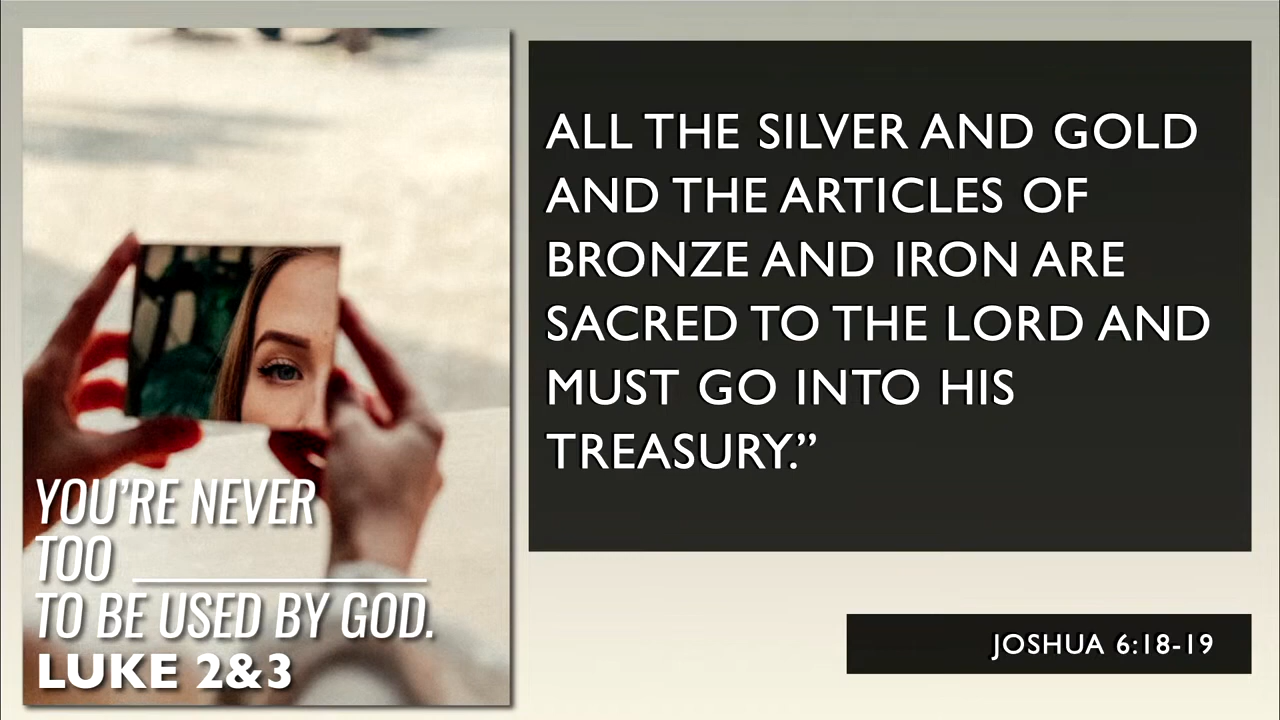 YOU'RE NEVER
TOO ____________
TO BE USED BY GOD.
LUKE 2&3
ALL THE SILVER AND GOLD
AND THE ARTICLES OF
BRONZE AND IRON ARE
SACRED TO THE LORD AND
MUST GO INTO HIS
TREASURY.”
JOSHUA 6:18-19